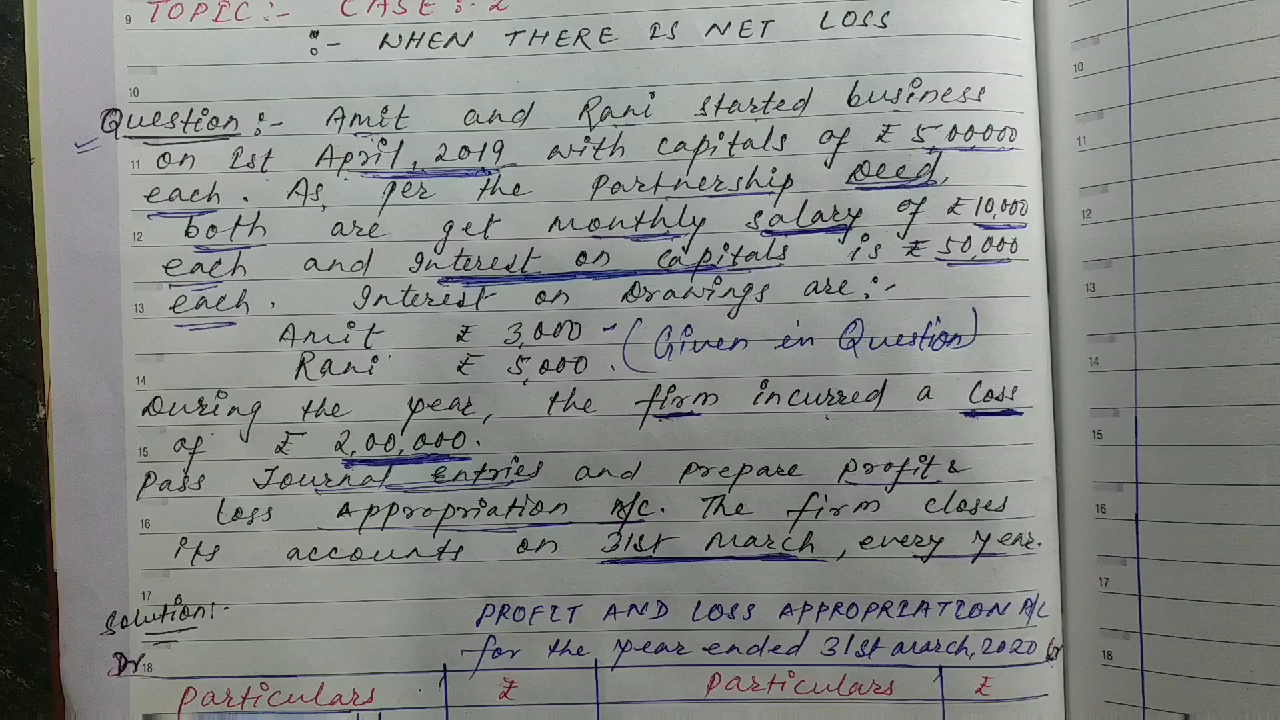 9 TOPIC:- CASE:-2
:- WHEN THERE IS NET LOSS
10
Question:- Amit and Rani started business
11 on 1st April, 2019 with capitals of ₹ 5,00000
each. As per the partnership Deed,
12 both are get monthly salary of ₹ 10,000
each and Interest on capitals is ₹ 50,000
13 each. Interest on Drawings are:-
Amit ₹ 3,000 - (Given in Question)
Rani ₹ 5,000.
14
During the year, the firm incurred a loss
15 of ₹ 2,00,000.
Pass Journal entries and prepare profit &
16 loss Appropriation A/c. The firm closes
its accounts on 31st March, every year.
17
Solution:- PROFIT AND LOSS APPROPRIATION A/C
for the year ended 31st March, 2020
Dr 18 Cr
particulars ₹ particulars ₹
10
11
12
13
14
15
16
17
18